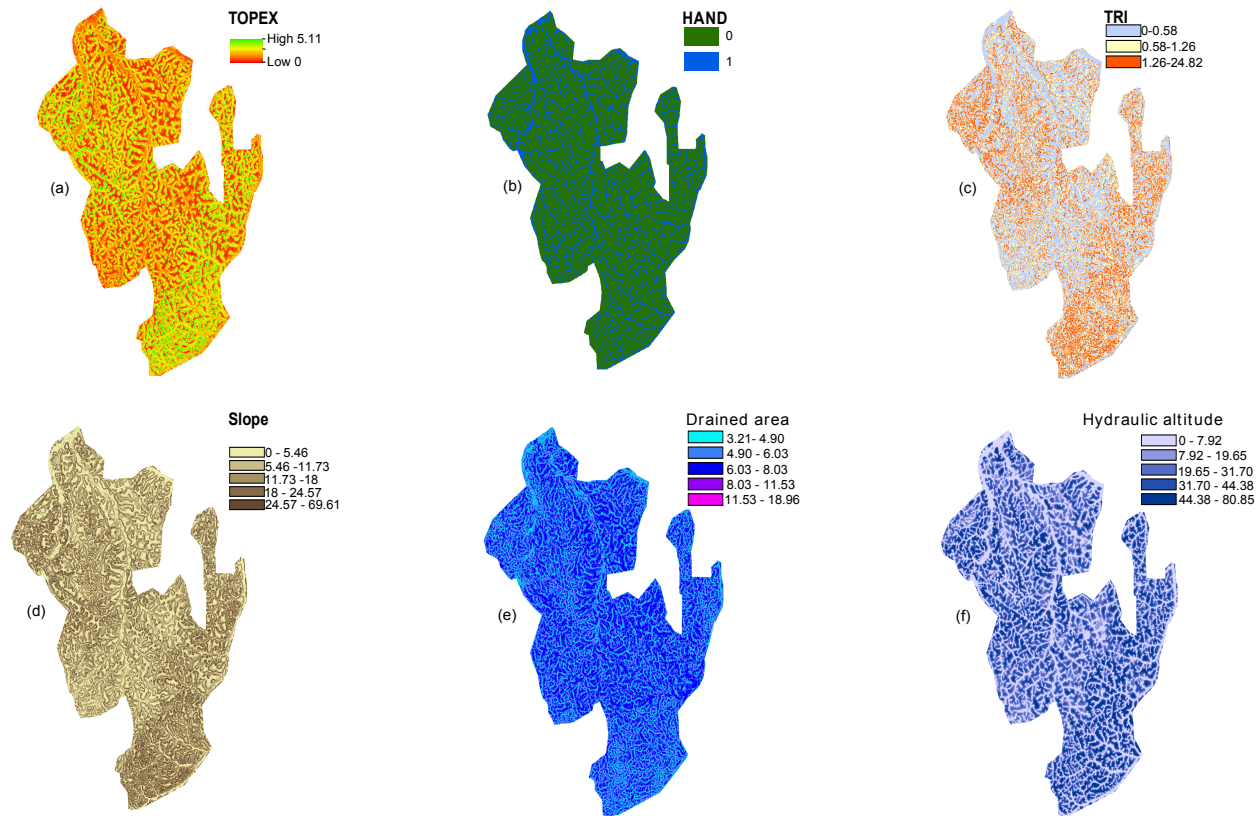 TOPEX
High 5.11
Low 0
(a)
HAND
0
1
(b)
TRI
0-0.58
0.58-1.26
1.26-24.82
(c)
Slope
0 - 5.46
5.46 -11.73
11.73 -18
18 - 24.57
24.57 - 69.61
(d)
Drained area
3.21- 4.90
4.90 - 6.03
6.03 - 8.03
8.03 - 11.53
11.53 - 18.96
(e)
Hydraulic altitude
0 - 7.92
7.92 - 19.65
19.65 - 31.70
31.70 - 44.38
44.38 - 80.85
(f)